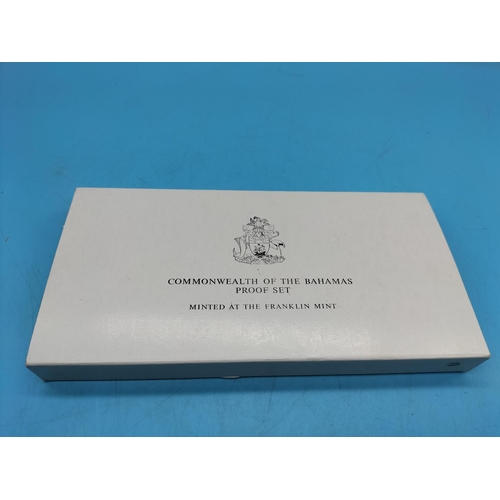 COMMONWEALTH OF THE BAHAMAS
PROOF SET
MINTED AT THE FRANKLIN MINT